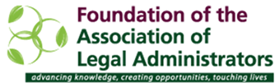 Foundation of the
Association of
Legal Administrators
advancing knowledge, creating opportunities, touching lives